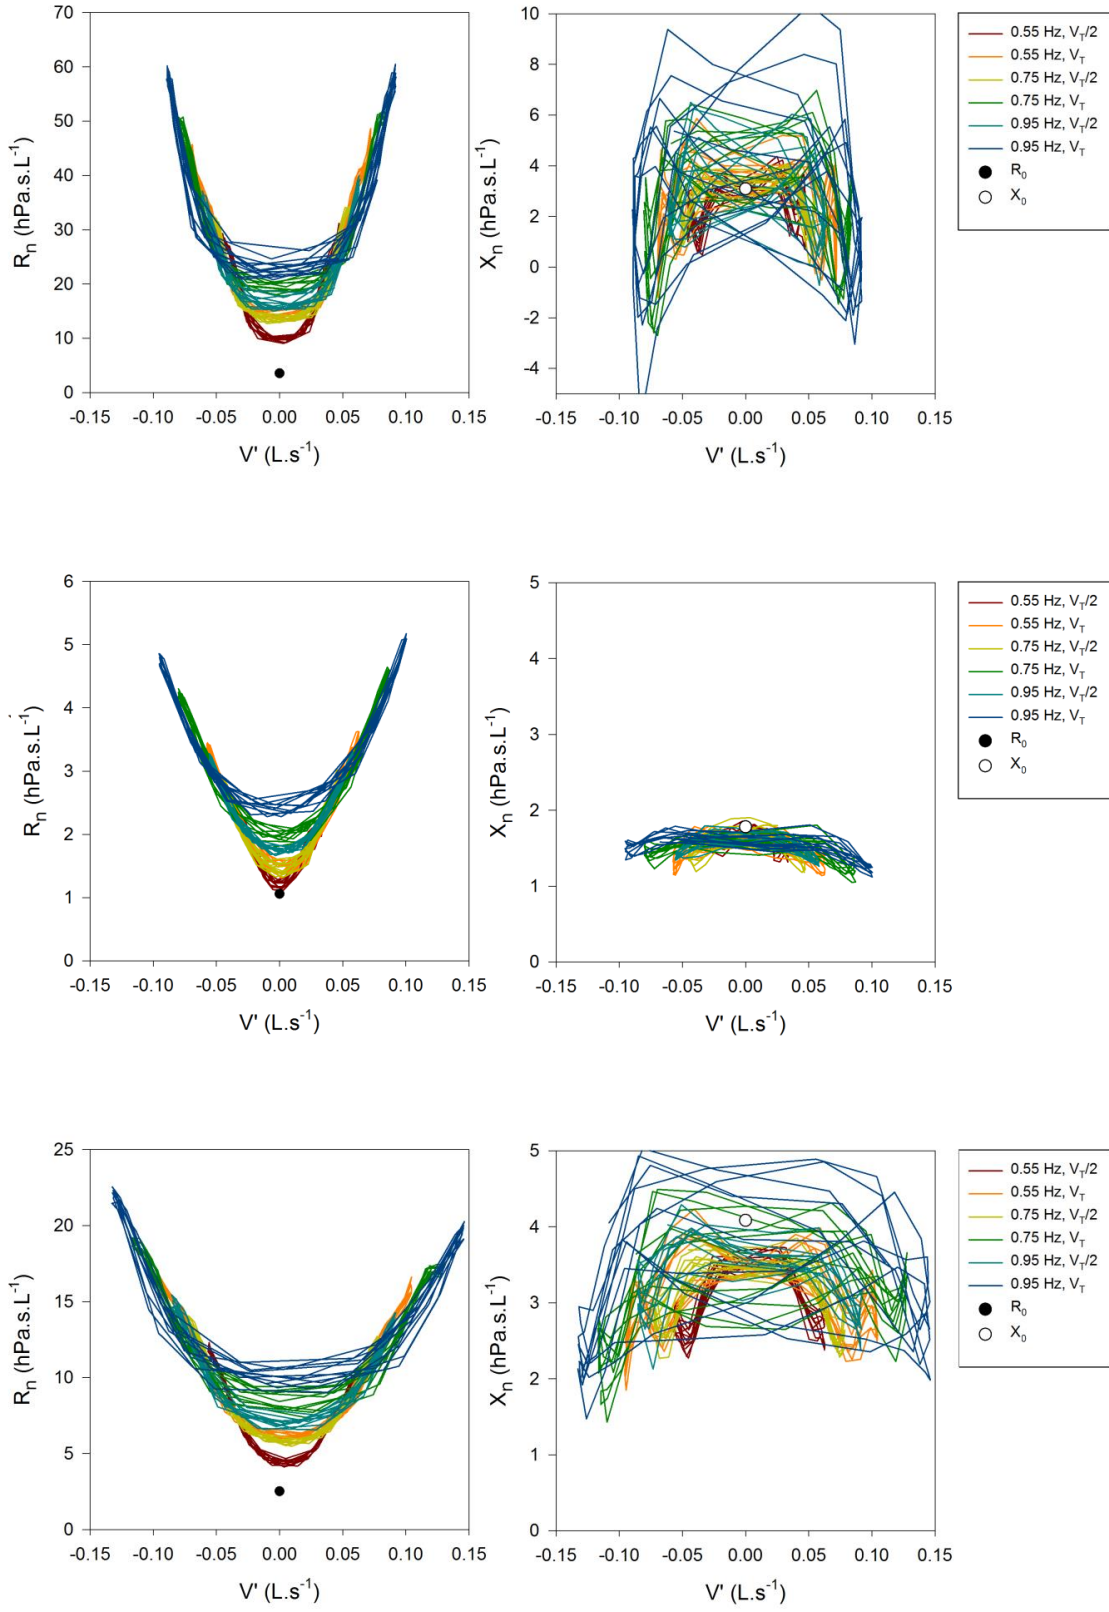 70
60
50
40
30
20
10
0
Rn (hPa.s.L-1)
-0.15 -0.10 -0.05 0.00 0.05 0.10 0.15
V' (L.s-1)
10
8
6
4
2
0
-2
-4
Xn (hPa.s.L-1)
-0.15 -0.10 -0.05 0.00 0.05 0.10 0.15
V' (L.s-1)
0.55 Hz, VT/2
0.55 Hz, VT
0.75 Hz, VT/2
0.75 Hz, VT
0.95 Hz, VT/2
0.95 Hz, VT
R0
X0
6
5
4
3
2
1
0
Rn (hPa.s.L-1)
-0.15 -0.10 -0.05 0.00 0.05 0.10 0.15
V' (L.s-1)
5
4
3
2
1
0
Xn (hPa.s.L-1)
-0.15 -0.10 -0.05 0.00 0.05 0.10 0.15
V' (L.s-1)
0.55 Hz, VT/2
0.55 Hz, VT
0.75 Hz, VT/2
0.75 Hz, VT
0.95 Hz, VT/2
0.95 Hz, VT
R0
X0
25
20
15
10
5
0
Rn (hPa.s.L-1)
-0.15 -0.10 -0.05 0.00 0.05 0.10 0.15
V' (L.s-1)
5
4
3
2
1
0
Xn (hPa.s.L-1)
-0.15 -0.10 -0.05 0.00 0.05 0.10 0.15
V' (L.s-1)
0.55 Hz, VT/2
0.55 Hz, VT
0.75 Hz, VT/2
0.75 Hz, VT
0.95 Hz, VT/2
0.95 Hz, VT
R0
X0